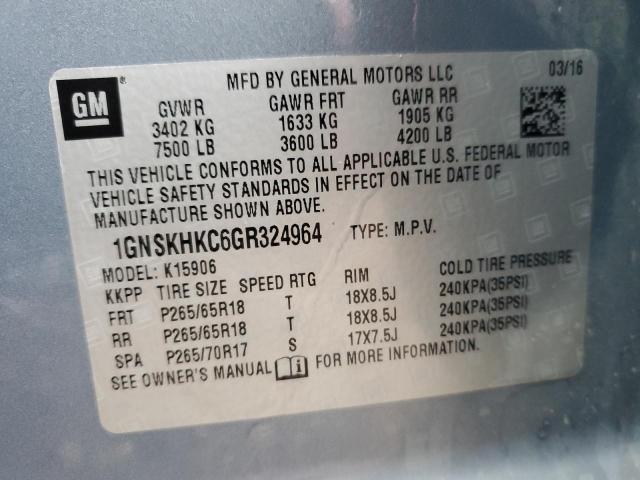 GM
MFD BY GENERAL MOTORS LLC 03/16
GVWR GAWR FRT GAWR RR
3402 KG 1633 KG 1905 KG
7500 LB 3600 LB 4200 LB
THIS VEHICLE CONFORMS TO ALL APPLICABLE U.S. FEDERAL MOTOR
VEHICLE SAFETY STANDARDS IN EFFECT ON THE DATE OF
MANUFACTURE SHOWN ABOVE.
1GNSKHKC6GR324964 TYPE: M.P.V.
MODEL: K15906
KKPP TIRE SIZE SPEED RTG RIM COLD TIRE PRESSURE
FRT P265/65R18 T 18X8.5J 240KPA(35PSI)
RR P265/65R18 T 18X8.5J 240KPA(35PSI)
SPA P265/70R17 S 17X7.5J 240KPA(35PSI)
SEE OWNER'S MANUAL i FOR MORE INFORMATION.